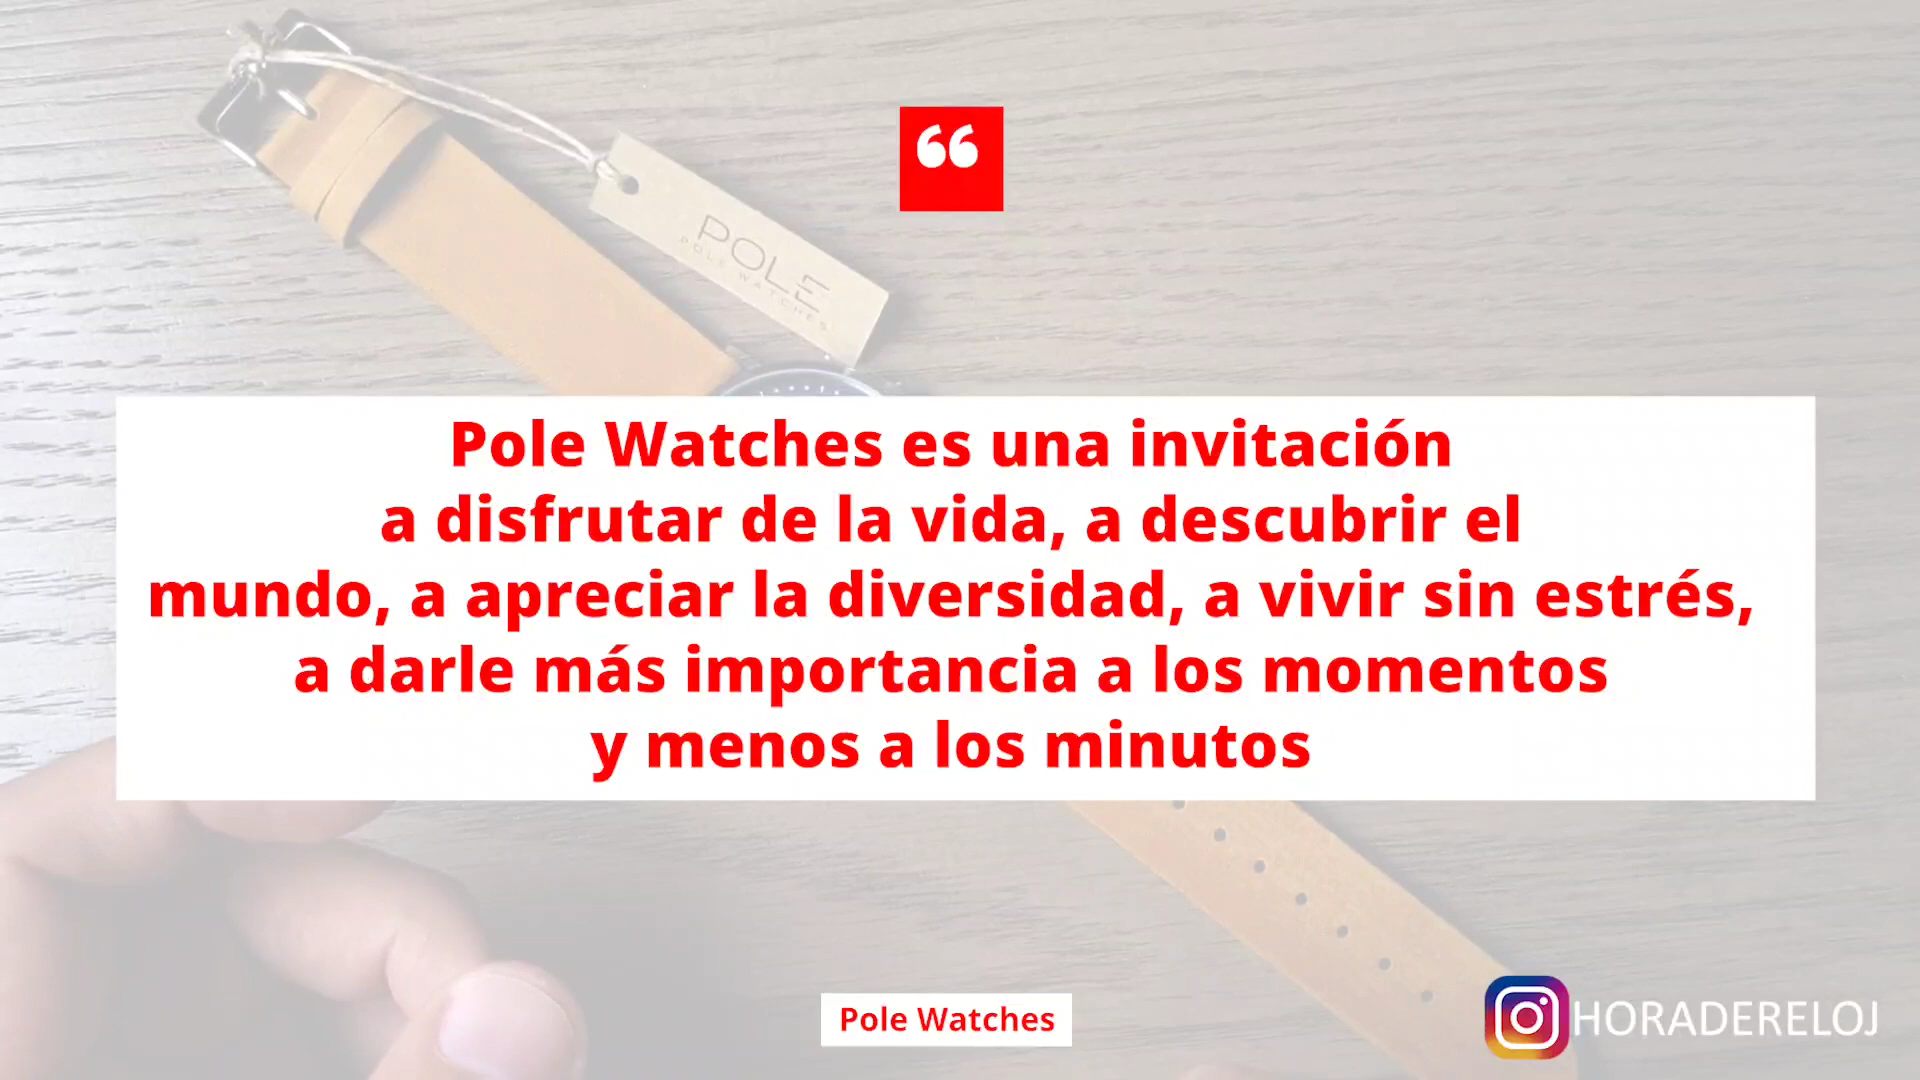 ❝
POLE
POLE WATCHES
Pole Watches es una invitación
a disfrutar de la vida, a descubrir el
mundo, a apreciar la diversidad, a vivir sin estrés,
a darle más importancia a los momentos
y menos a los minutos
Pole Watches
HORADERELOJ